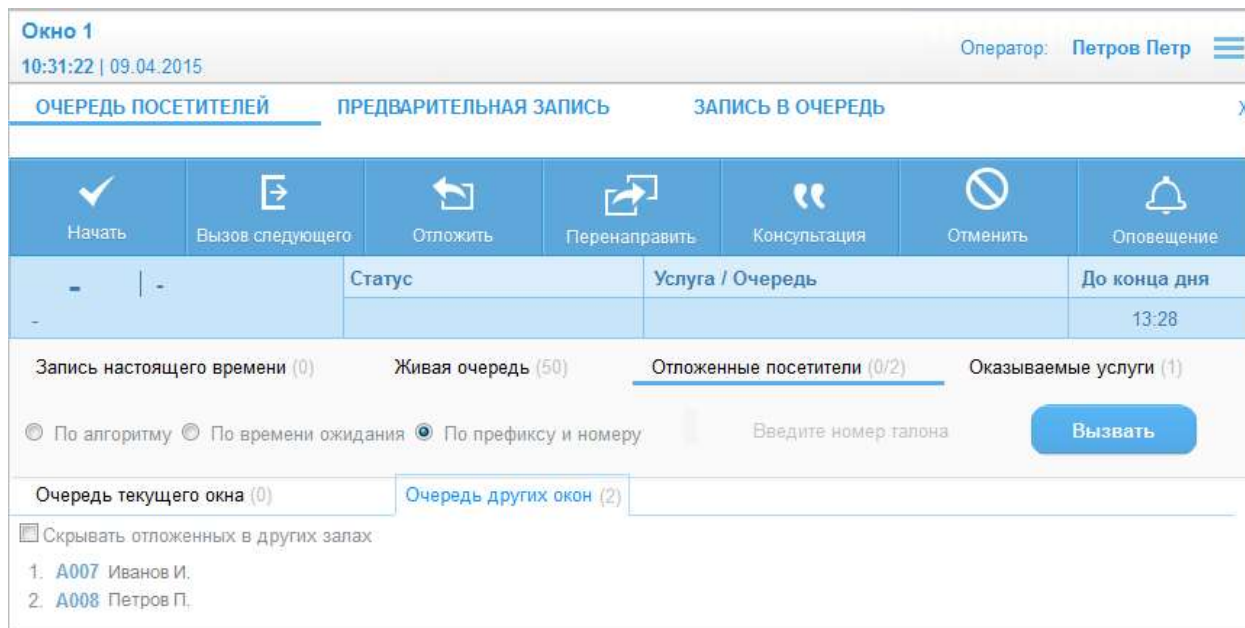 Окно 1
10:31:22 | 09.04.2015
Оператор: Петров Петр
ОЧЕРЕДЬ ПОСЕТИТЕЛЕЙ ПРЕДВАРИТЕЛЬНАЯ ЗАПИСЬ ЗАПИСЬ В ОЧЕРЕДЬ X
Начать Вызов следующего Отложить Перенаправить Консультация Отменить Оповещение
- | - Статус Услуга / Очередь До конца дня
- 13:28
Запись настоящего времени (0) Живая очередь (50) Отложенные посетители (0/2) Оказываемые услуги (1)
По алгоритму По времени ожидания По префиксу и номеру Введите номер талона Вызвать
Очередь текущего окна (0) Очередь других окон (2)
Скрывать отложенных в других залах
1. A007 Иванов И.
2. A008 Петров П.